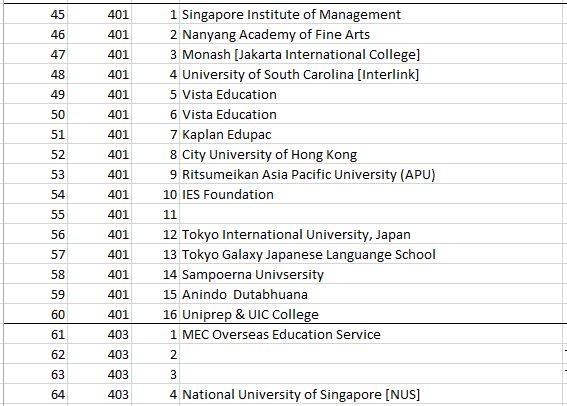 45 401 1 Singapore Institute of Management
46 401 2 Nanyang Academy of Fine Arts
47 401 3 Monash [Jakarta International College]
48 401 4 University of South Carolina [Interlink]
49 401 5 Vista Education
50 401 6 Vista Education
51 401 7 Kaplan Edupac
52 401 8 City University of Hong Kong
53 401 9 Ritsumeikan Asia Pacific University (APU)
54 401 10 IES Foundation
55 401 11
56 401 12 Tokyo International University, Japan
57 401 13 Tokyo Galaxy Japanese Languange School
58 401 14 Sampoerna Univsersity
59 401 15 Anindo  Dutabhuana
60 401 16 Uniprep & UIC College
61 403 1 MEC Overseas Education Service
62 403 2
63 403 3
64 403 4 National University of Singapore [NUS]